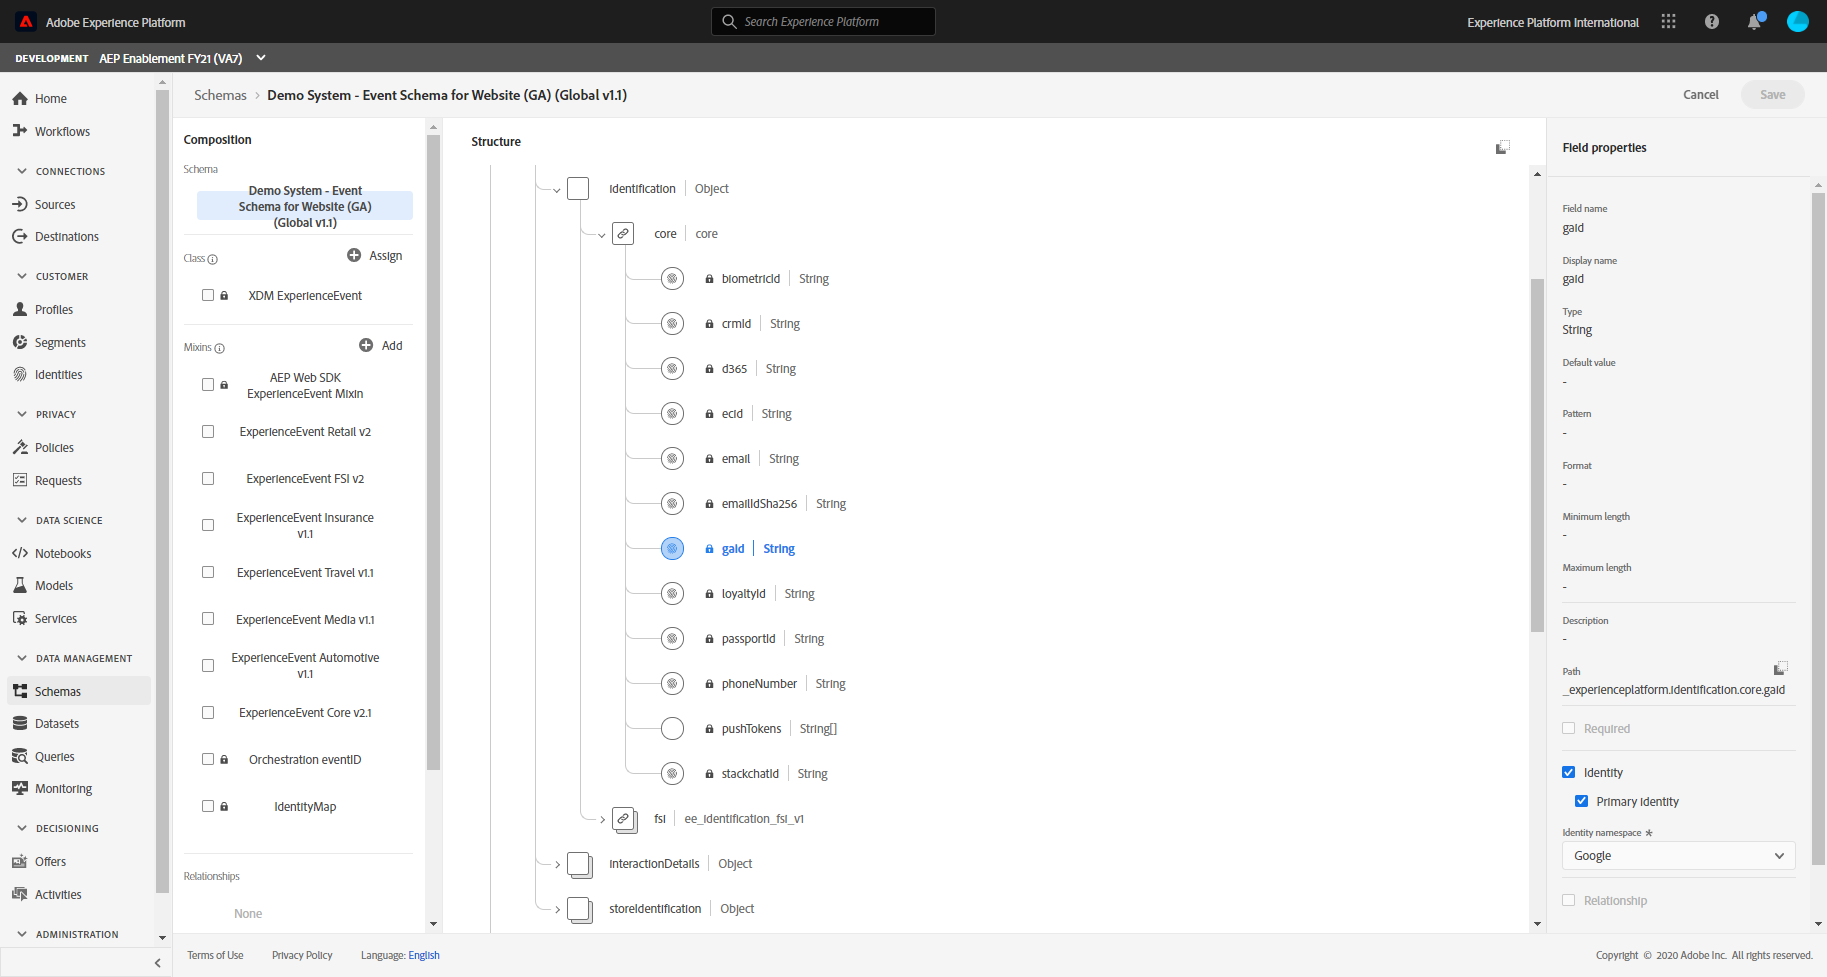 Adobe Experience Platform
Search Experience Platform
Experience Platform International
DEVELOPMENT AEP Enablement FY21 (VA7)
Home
Workflows
CONNECTIONS
Sources
Destinations
CUSTOMER
Profiles
Segments
Identities
PRIVACY
Policies
Requests
DATA SCIENCE
Notebooks
Models
Services
DATA MANAGEMENT
Schemas
Datasets
Queries
Monitoring
DECISIONING
Offers
Activities
ADMINISTRATION
Schemas > Demo System - Event Schema for Website (GA) (Global v1.1)
Cancel
Save
Composition
Schema
Demo System - Event
Schema for Website (GA)
(Global v1.1)
Class
Assign
XDM ExperienceEvent
Mixins
Add
AEP Web SDK
ExperienceEvent Mixin
ExperienceEvent Retail v2
ExperienceEvent FSI v2
ExperienceEvent Insurance
v1.1
ExperienceEvent Travel v1.1
ExperienceEvent Media v1.1
ExperienceEvent Automotive
v1.1
ExperienceEvent Core v2.1
Orchestration eventID
IdentityMap
Relationships
None
Structure
identification | Object
core | core
biometricId | String
crmId | String
d365 | String
ecid | String
email | String
emailIdSha256 | String
gaid | String
loyaltyId | String
passportId | String
phoneNumber | String
pushTokens | String[]
stackchatId | String
fsi | ee_identification_fsi_v1
interactionDetails | Object
storeIdentification | Object
Field properties
Field name
gaid
Display name
gaid
Type
String
Default value
-
Pattern
-
Format
-
Minimum length
-
Maximum length
-
Description
-
Path
_experienceplatform.identification.core.gaid
Required
Identity
Primary identity
Identity namespace *
Google
Relationship
Terms of Use
Privacy Policy
Language: English
Copyright © 2020 Adobe Inc. All rights reserved.